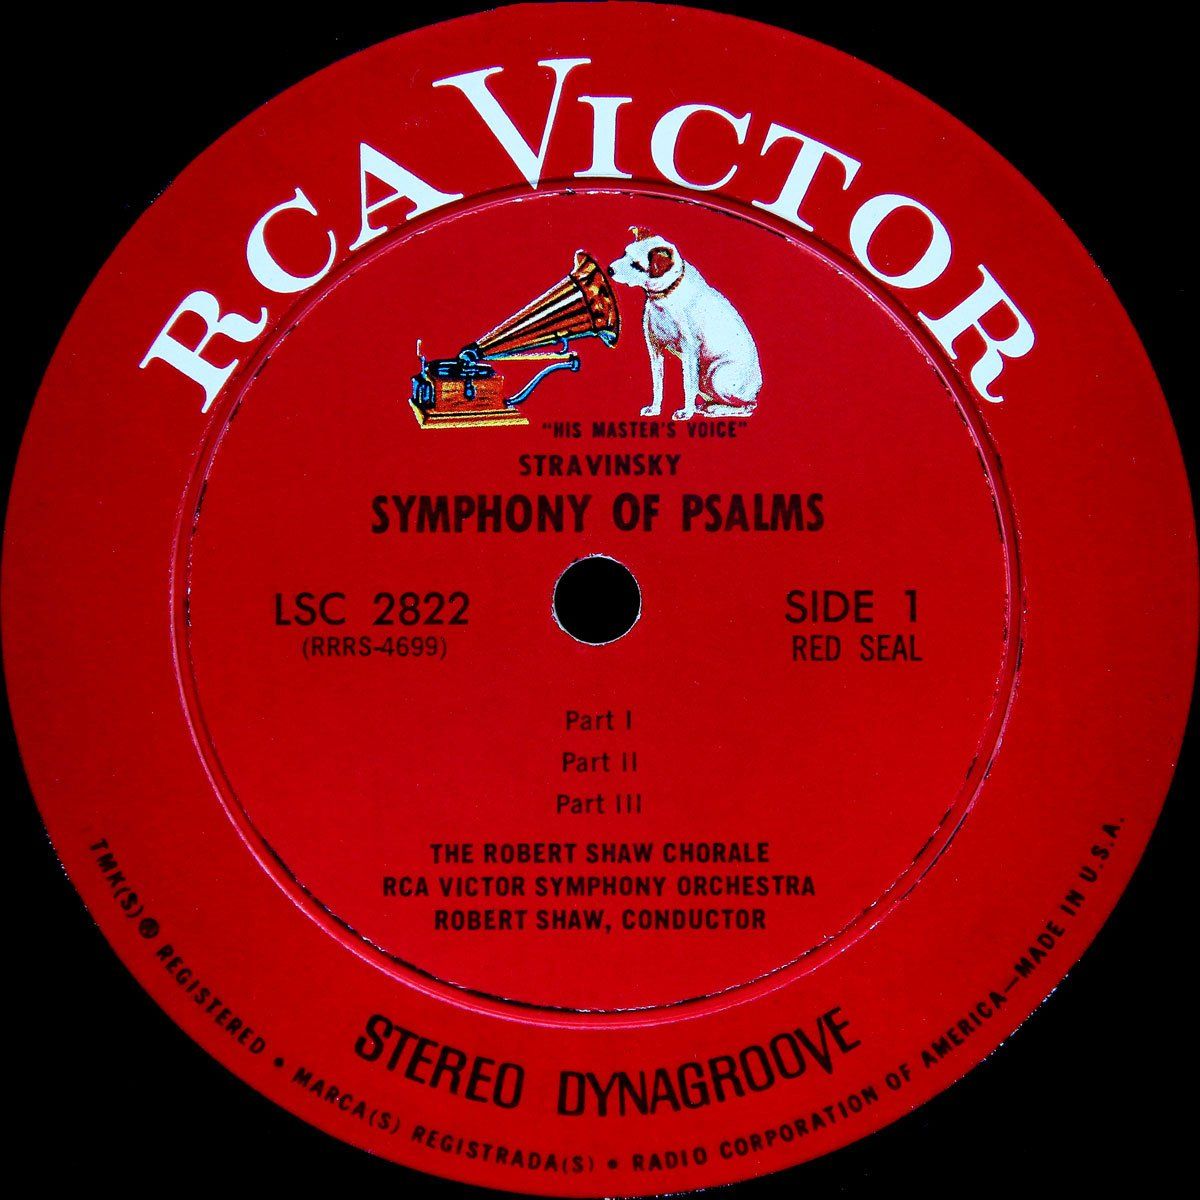 RCA VICTOR
"HIS MASTER'S VOICE"
STRAVINSKY
SYMPHONY OF PSALMS
LSC 2822
(RRRS-4699)
SIDE 1
RED SEAL
Part I
Part II
Part III
THE ROBERT SHAW CHORALE
RCA VICTOR SYMPHONY ORCHESTRA
ROBERT SHAW, CONDUCTOR
STEREO DYNAGROOVE
TMK(S) ® REGISTERED • MARCA(S) REGISTRADA(S) • RADIO CORPORATION OF AMERICA—MADE IN U.S.A.